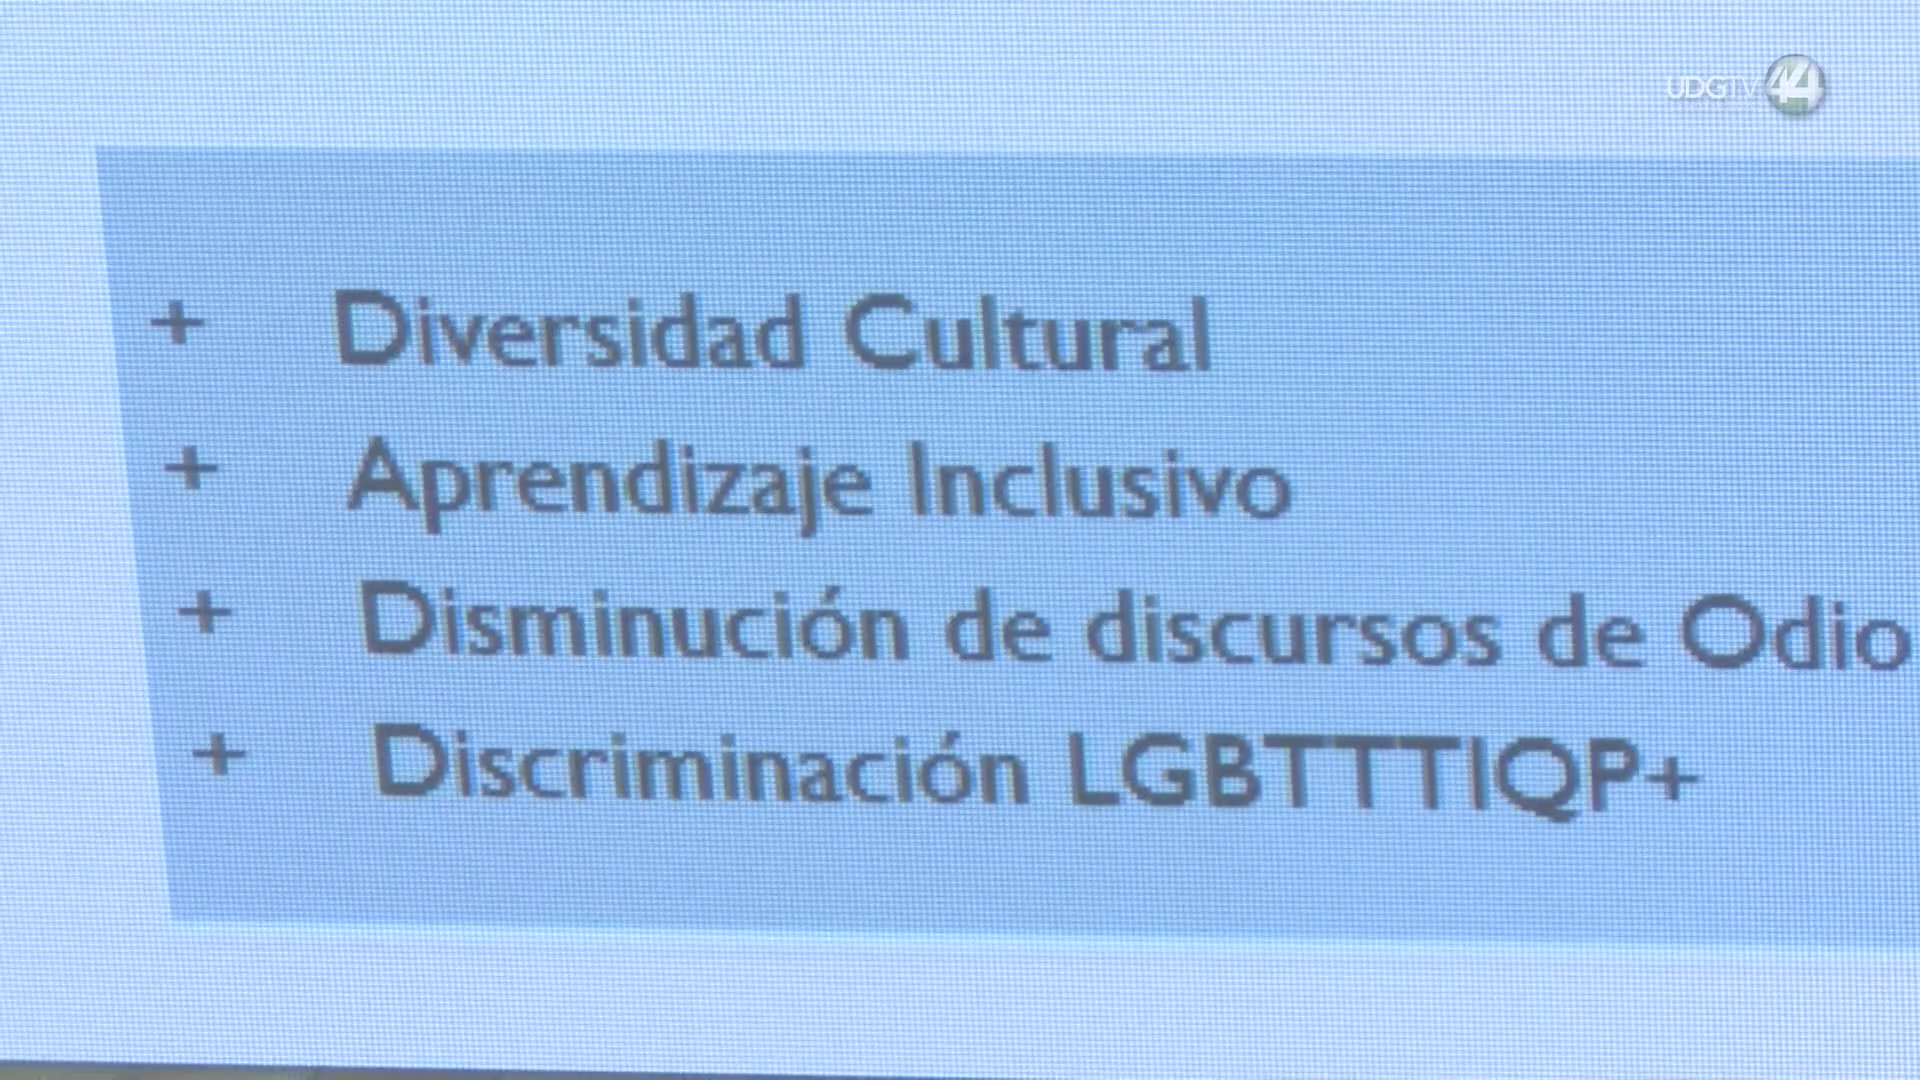 UDGTV 44
+ Diversidad Cultural
+ Aprendizaje Inclusivo
+ Disminución de discursos de Odio
+ Discriminación LGBTTTIQP+